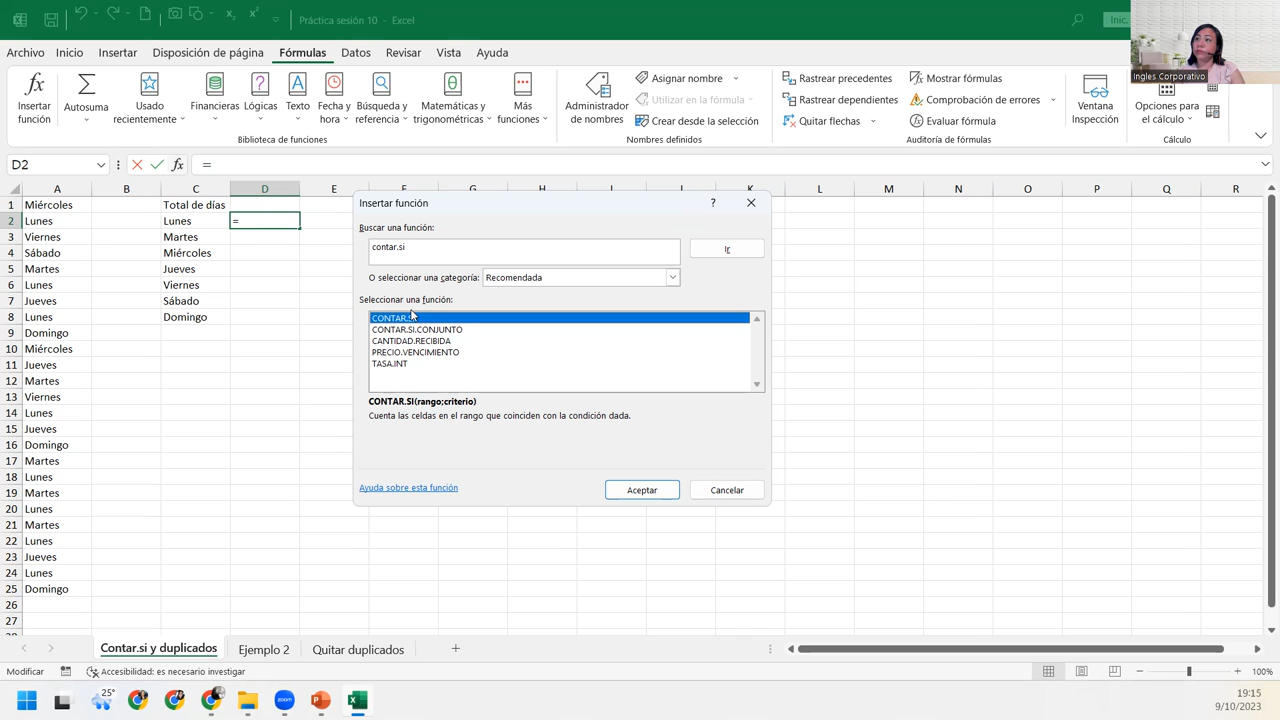 Práctica sesión 10 - Excel
Inic.
Ingles Corporativo
Archivo Inicio Insertar Disposición de página Fórmulas Datos Revisar Vista Ayuda
Insertar función
Autosuma
Usado recientemente
Financieras
Lógicas
Texto
Fecha y hora
Búsqueda y referencia
Matemáticas y trigonométricas
Más funciones
Biblioteca de funciones
Administrador de nombres
Asignar nombre
Utilizar en la fórmula
Crear desde la selección
Nombres definidos
Rastrear precedentes
Rastrear dependientes
Quitar flechas
Mostrar fórmulas
Comprobación de errores
Evaluar fórmula
Auditoría de fórmulas
Ventana Inspección
Opciones para el cálculo
Cálculo
D2 fx =
A B C D E F G H I J K L M N O P Q R
1 Miércoles Total de días
2 Lunes Lunes =
3 Viernes Martes
4 Sábado Miércoles
5 Martes Jueves
6 Lunes Viernes
7 Jueves Sábado
8 Lunes Domingo
9 Domingo
10 Miércoles
11 Jueves
12 Martes
13 Viernes
14 Lunes
15 Jueves
16 Domingo
17 Martes
18 Lunes
19 Martes
20 Lunes
21 Martes
22 Lunes
23 Jueves
24 Lunes
25 Domingo
26
27
Insertar función ?
Buscar una función:
contar.si
Ir
O seleccionar una categoría: Recomendada
Seleccionar una función:
CONTAR.SI
CONTAR.SI.CONJUNTO
CANTIDAD.RECIBIDA
PRECIO.VENCIMIENTO
TASA.INT
CONTAR.SI(rango;criterio)
Cuenta las celdas en el rango que coinciden con la condición dada.
Ayuda sobre esta función
Aceptar Cancelar
Contar.si y duplicados Ejemplo 2 Quitar duplicados +
Modificar Accesibilidad: es necesario investigar 100%
25°
zoom
19:15
9/10/2023